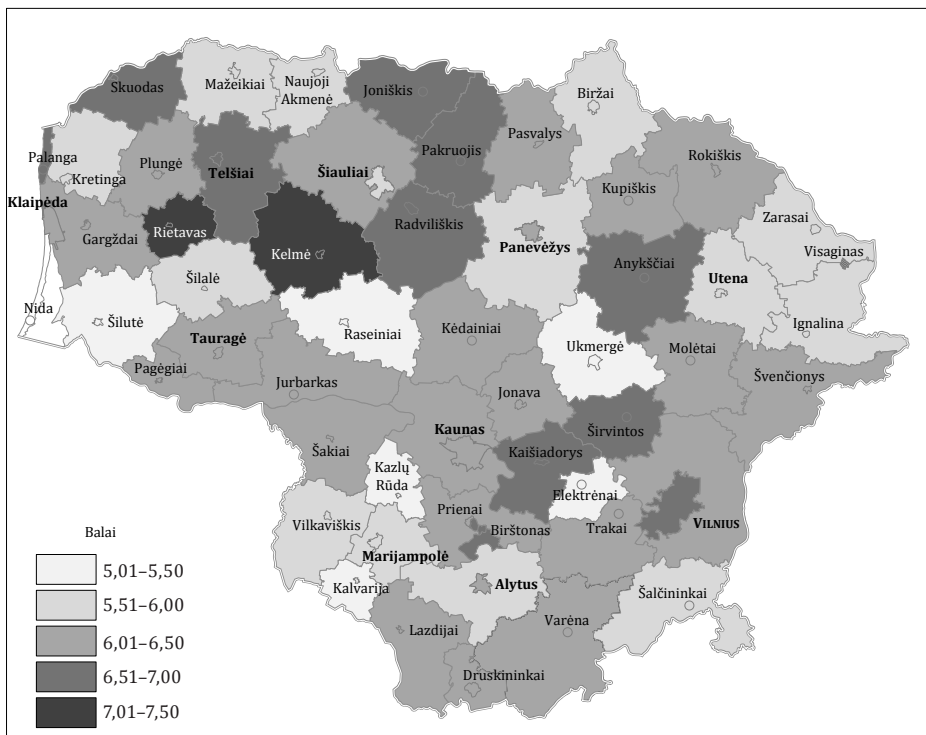 Skuodas
Mažeikiai
Naujoji
Akmenė
Joniškis
Biržai
Pasvalys
Pakruojis
Palanga
Kretinga
Plungė
Telšiai
Šiauliai
Kupiškis
Rokiškis
Klaipėda
Gargždai
Rietavas
Kelmė
Radviliškis
Panevėžys
Anykščiai
Zarasai
Visaginas
Utena
Ignalina
Šilalė
Nida
Šilutė
Raseiniai
Kėdainiai
Ukmergė
Molėtai
Tauragė
Pagėgiai
Jurbarkas
Jonava
Švenčionys
Širvintos
Kaunas
Šakiai
Kaišiadorys
Kazlų
Rūda
Elektrėnai
Vilkaviškis
Prienai
Birštonas
Trakai
VILNIUS
Marijampolė
Kalvarija
Alytus
Šalčininkai
Lazdijai
Varėna
Druskininkai
Balai
5,01–5,50
5,51–6,00
6,01–6,50
6,51–7,00
7,01–7,50